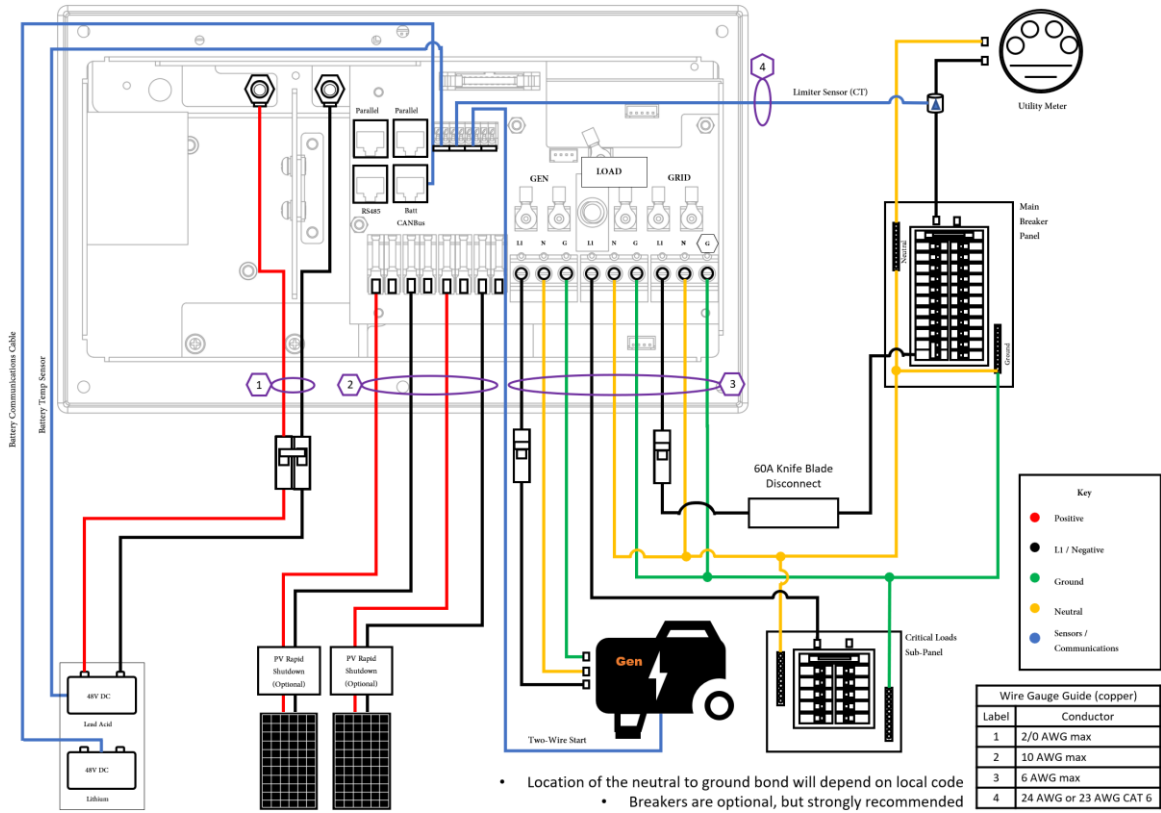 4
Limiter Sensor (CT)
Utility Meter
Parallel
Parallel
RS485
Batt
CANBus
GEN
LOAD
GRID
L1
N
G
L1
N
G
L1
N
G
Main
Breaker
Panel
Neutral
Ground
Battery Communications Cable
Battery Temp Sensor
1
2
3
60A Knife Blade
Disconnect
Key
Positive
L1 / Negative
Ground
Neutral
Sensors /
Communications
PV Rapid
Shutdown
(Optional)
PV Rapid
Shutdown
(Optional)
Gen
Critical Loads
Sub-Panel
48V DC
Lead Acid
48V DC
Lithium
Two-Wire Start
Wire Gauge Guide (copper)
Label Conductor
1 2/0 AWG max
2 10 AWG max
3 6 AWG max
4 24 AWG or 23 AWG CAT 6
• Location of the neutral to ground bond will depend on local code
• Breakers are optional, but strongly recommended